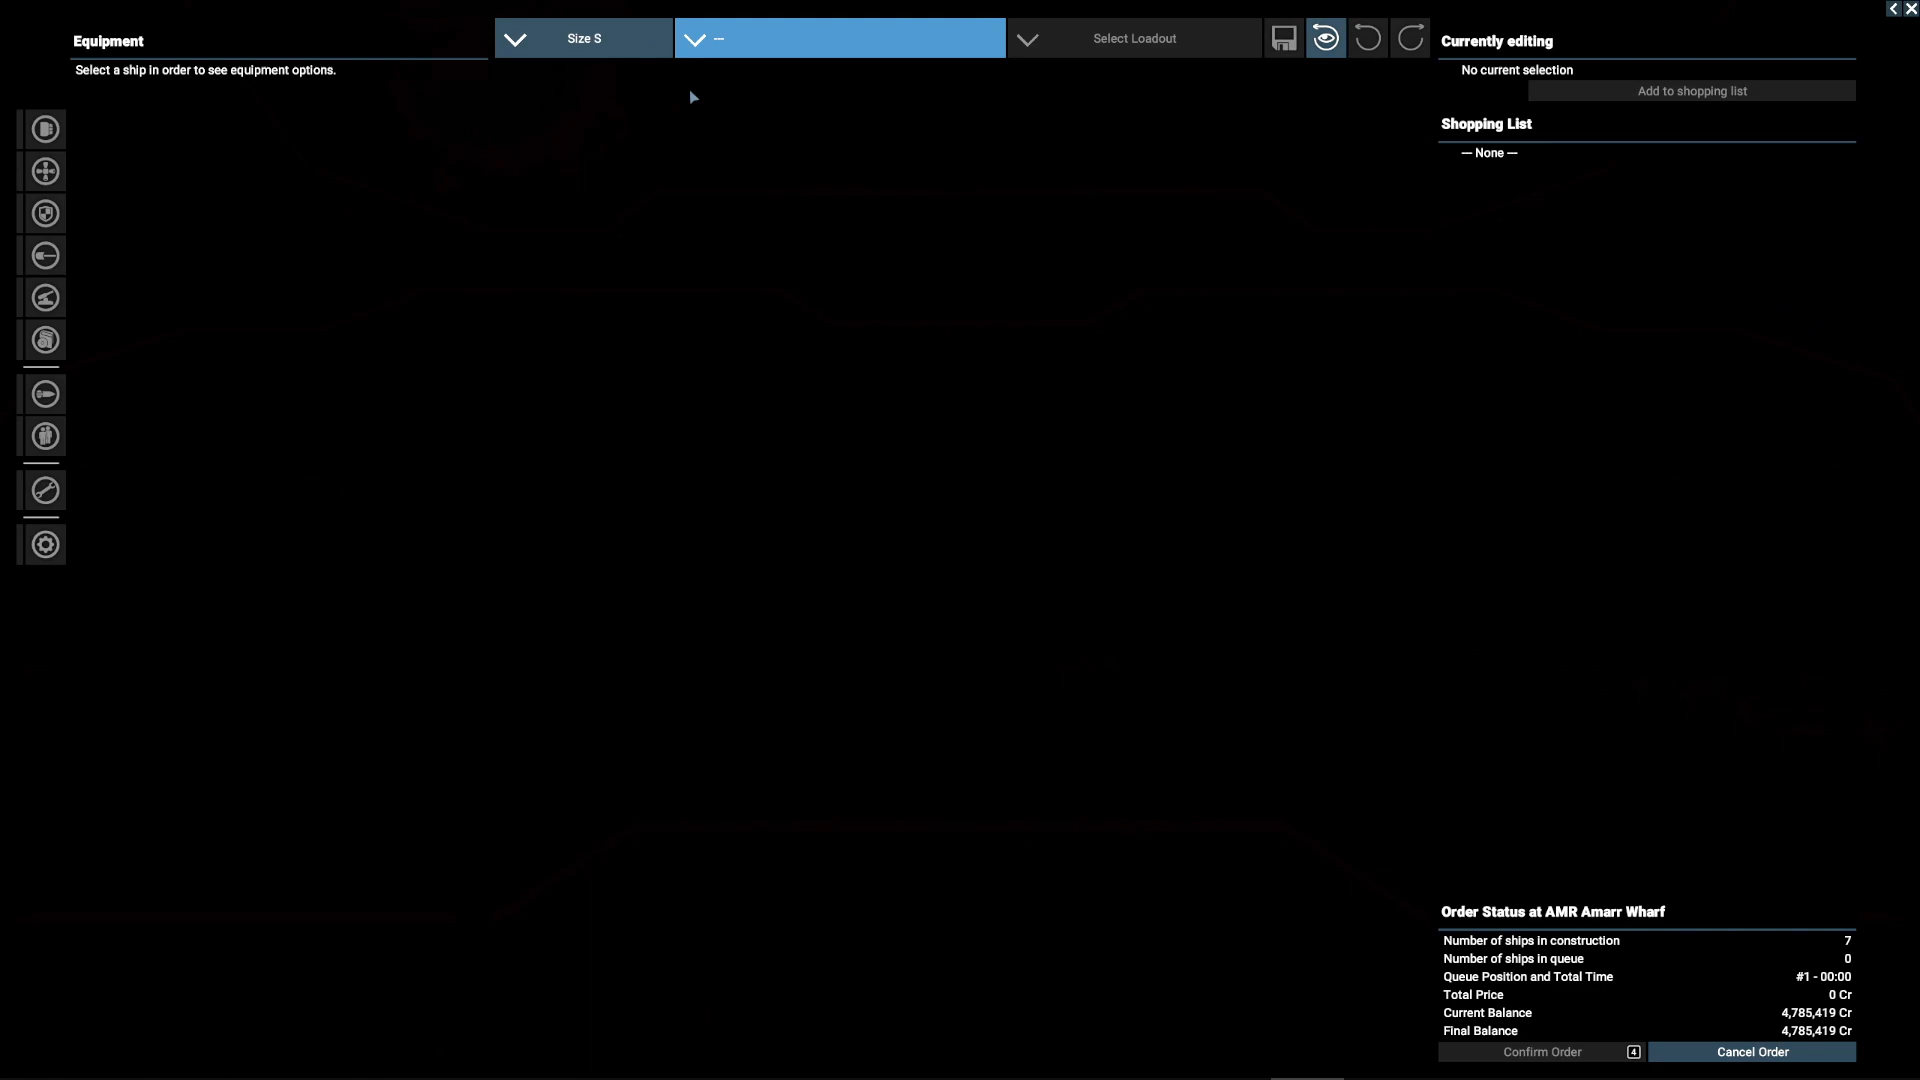 Equipment
Select a ship in order to see equipment options.
Size S
---
Select Loadout
Currently editing
No current selection
Add to shopping list
Shopping List
--- None ---
Order Status at AMR Amarr Wharf
Number of ships in construction 7
Number of ships in queue 0
Queue Position and Total Time #1 - 00:00
Total Price 0 Cr
Current Balance 4,785,419 Cr
Final Balance 4,785,419 Cr
Confirm Order 4
Cancel Order